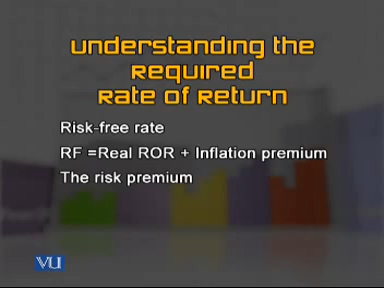 Understanding the
Required
Rate of Return
Risk-free rate
RF =Real ROR + Inflation premium
The risk premium
VU